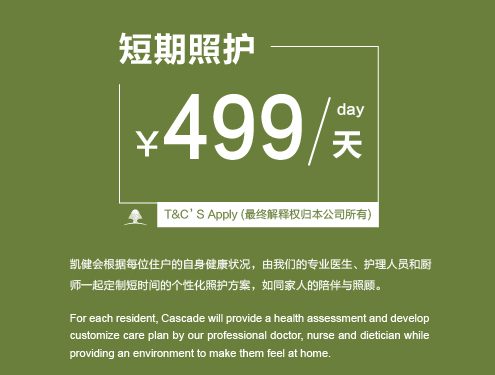 短期照护
¥499/day
天
T&C'S Apply (最终解释权归本公司所有)
凯健会根据每位住户的自身健康状况，由我们的专业医生、护理人员和厨
师一起定制短时间的个性化照护方案，如同家人的陪伴与照顾。
For each resident, Cascade will provide a health assessment and develop
customize care plan by our professional doctor, nurse and dietician while
providing an environment to make them feel at home.